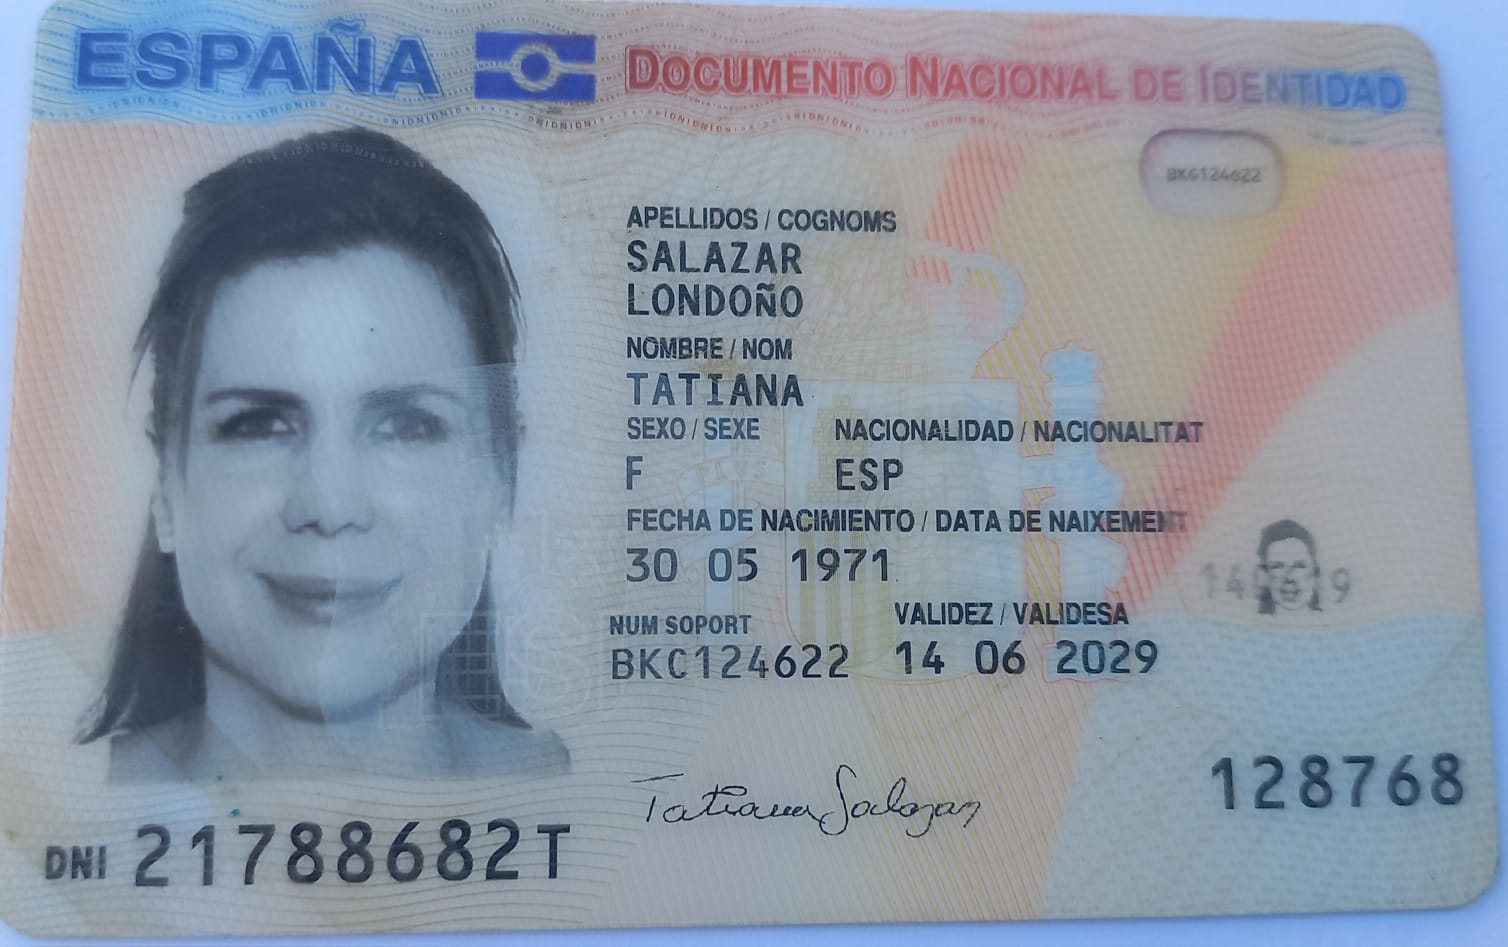 ESPAÑA DOCUMENTO NACIONAL DE IDENTIDAD
BKC124622
APELLIDOS / COGNOMS
SALAZAR
LONDOÑO
NOMBRE / NOM
TATIANA
SEXO / SEXE NACIONALIDAD / NACIONALITAT
F ESP
FECHA DE NACIMIENTO / DATA DE NAIXEMENT
30 05 1971
NUM SOPORT VALIDEZ / VALIDESA
BKC124622 14 06 2029
Tatiana Salazar
128768
DNI 21788682T